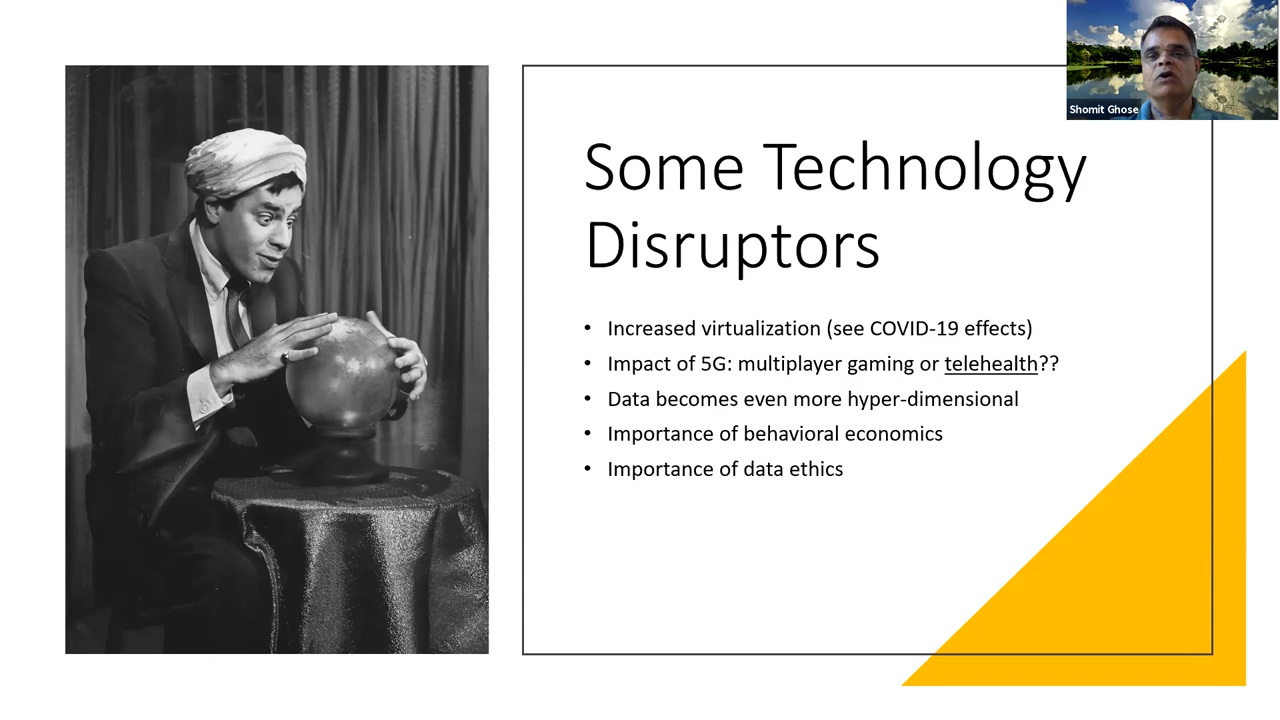 Shomit Ghose
Some Technology
Disruptors
• Increased virtualization (see COVID-19 effects)
• Impact of 5G: multiplayer gaming or telehealth??
• Data becomes even more hyper-dimensional
• Importance of behavioral economics
• Importance of data ethics